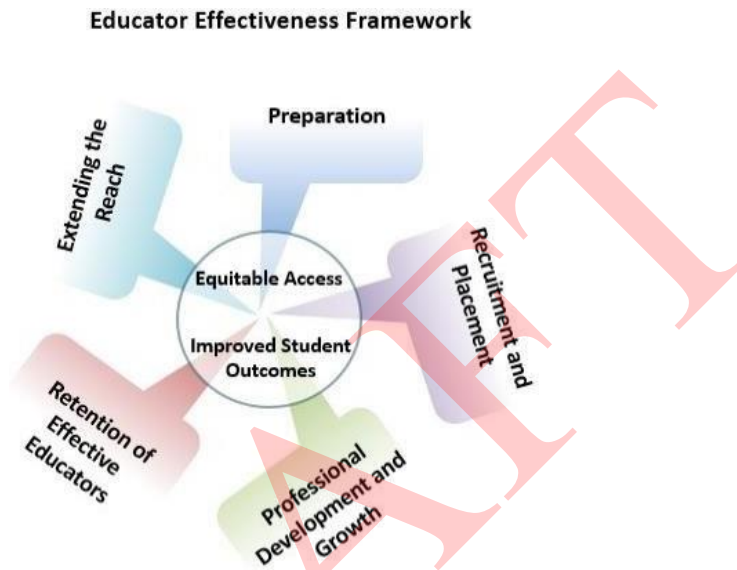 Educator Effectiveness Framework
Preparation
Extending the
Reach
Recruitment and
Placement
Equitable Access
Improved Student
Outcomes
Retention of
Effective
Educators
Professional
Development and
Growth
AFT